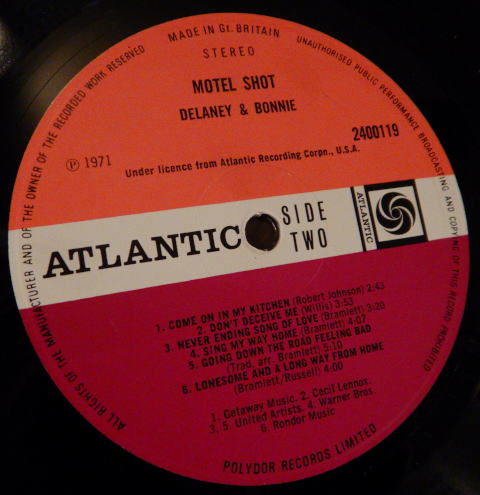 MADE IN Gt. BRITAIN
STEREO
MOTEL SHOT
DELANEY & BONNIE
2400119
℗ 1971
Under licence from Atlantic Recording Corpn., U.S.A.
ATLANTIC
SIDE
TWO
ATLANTIC
1. COME ON IN MY KITCHEN (Robert Johnson) 2:43
2. DON'T DECEIVE ME (Willis) 3:53
3. NEVER ENDING SONG OF LOVE (Bramlett) 3:20
4. SING MY WAY HOME (Bramlett) 4:07
5. GOING DOWN THE ROAD FEELING BAD
(Trad. arr. Bramlett) 5:10
6. LONESOME AND A LONG WAY FROM HOME
(Bramlett/Russell) 4:00
1. Getaway Music. 2. Cecil Lennox.
3. 5. United Artists. 4. Warner Bros.
6. Rondor Music
POLYDOR RECORDS LIMITED
ALL RIGHTS OF THE MANUFACTURER AND OF THE OWNER OF THE RECORDED WORK RESERVED
UNAUTHORISED PUBLIC PERFORMANCE BROADCASTING AND COPYING OF THIS RECORD PROHIBITED